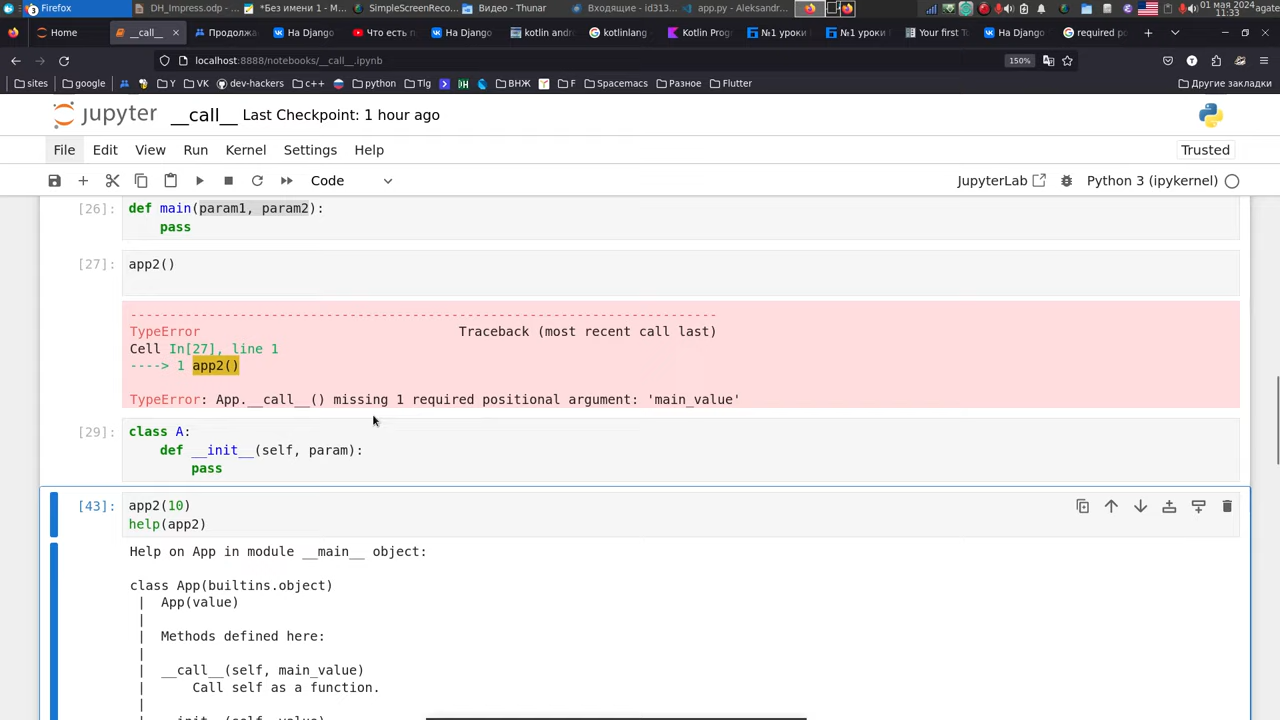 Firefox
DH_Impress.odp - ...
*Без имени 1 - M...
SimpleScreenReco...
Видео - Thunar
Входящие - id313...
app.py - Aleksandr...
01 мая 2024
11:33
agate
Home
__call__
Продолжа
На Django
Что есть п
На Django
kotlin andr
kotlinlang
Kotlin Prog
№1 уроки
№1 уроки
Your first T
На Django
required po
localhost:8888/notebooks/__call__.ipynb
150%
sites
google
Y
VK
dev-hackers
c++
python
Tlg
ВНЖ
F
Spacemacs
Разное
Flutter
Другие закладки
jupyter
__call__ Last Checkpoint: 1 hour ago
File Edit View Run Kernel Settings Help
Trusted
Code
JupyterLab
Python 3 (ipykernel)
[26]: def main(param1, param2):
pass
[27]: app2()
---------------------------------------------------------------------------
TypeError Traceback (most recent call last)
Cell In[27], line 1
----> 1 app2()
TypeError: App.__call__() missing 1 required positional argument: 'main_value'
[29]: class A:
def __init__(self, param):
pass
[43]: app2(10)
help(app2)
Help on App in module __main__ object:
class App(builtins.object)
| App(value)
|
| Methods defined here:
|
| __call__(self, main_value)
| Call self as a function.
|
| __init__(self, value)